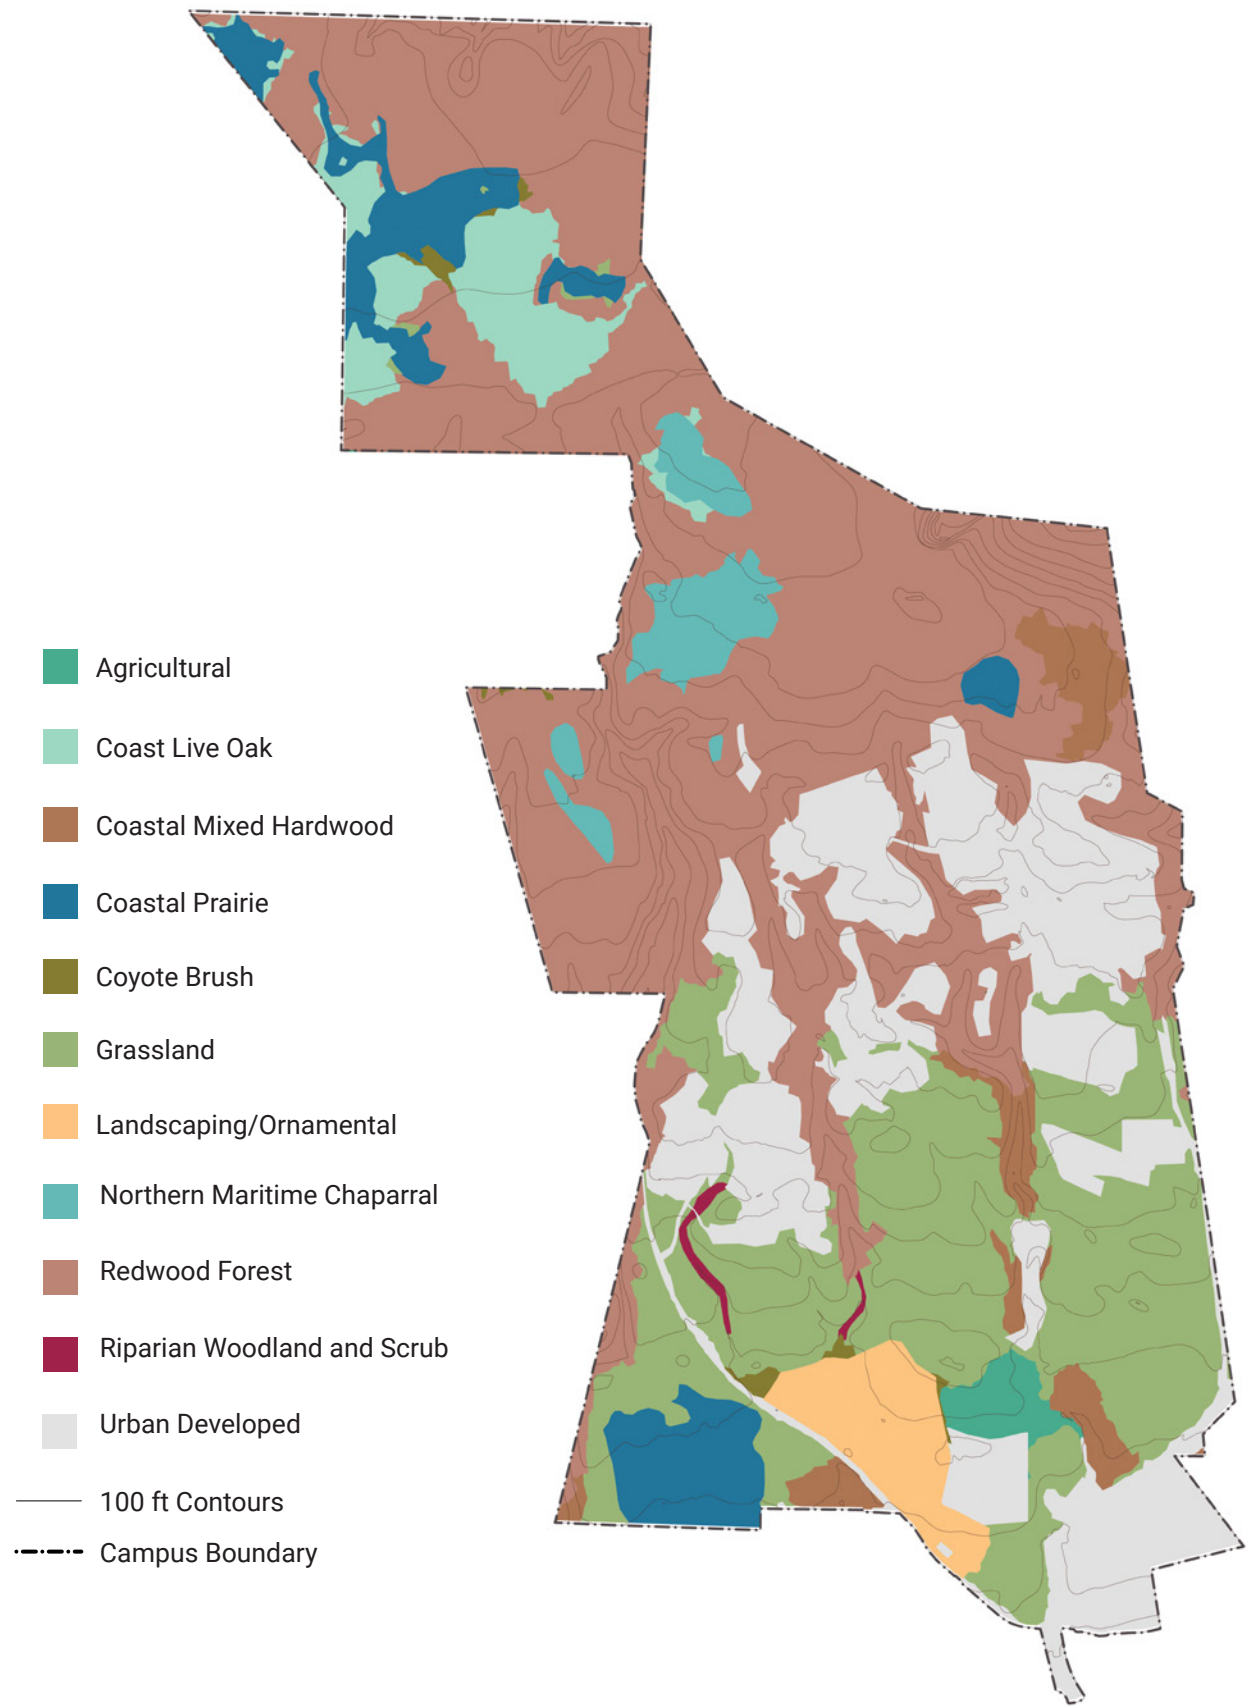 Agricultural
Coast Live Oak
Coastal Mixed Hardwood
Coastal Prairie
Coyote Brush
Grassland
Landscaping/Ornamental
Northern Maritime Chaparral
Redwood Forest
Riparian Woodland and Scrub
Urban Developed
100 ft Contours
Campus Boundary